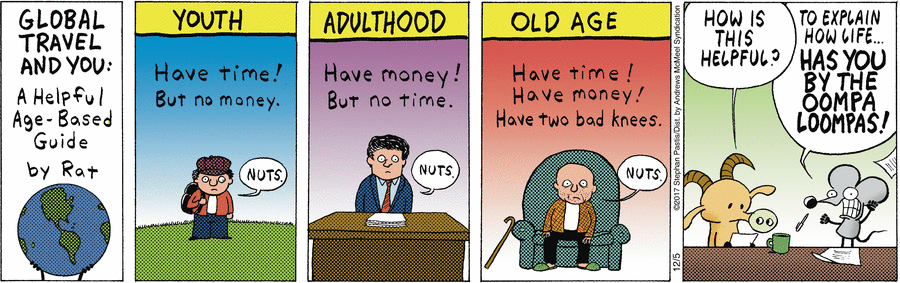 GLOBAL
TRAVEL
AND YOU:
A Helpful
Age-Based
Guide
by Rat
YOUTH
Have time!
But no money.
NUTS.
ADULTHOOD
Have money!
But no time.
NUTS.
OLD AGE
Have time!
Have money!
Have two bad knees.
NUTS.
©2017 Stephan Pastis/Dist. by Andrews McMeel Syndication
12/5
HOW IS
THIS
HELPFUL?
TO EXPLAIN
HOW LIFE...
HAS YOU
BY THE
OOMPA
LOOMPAS!